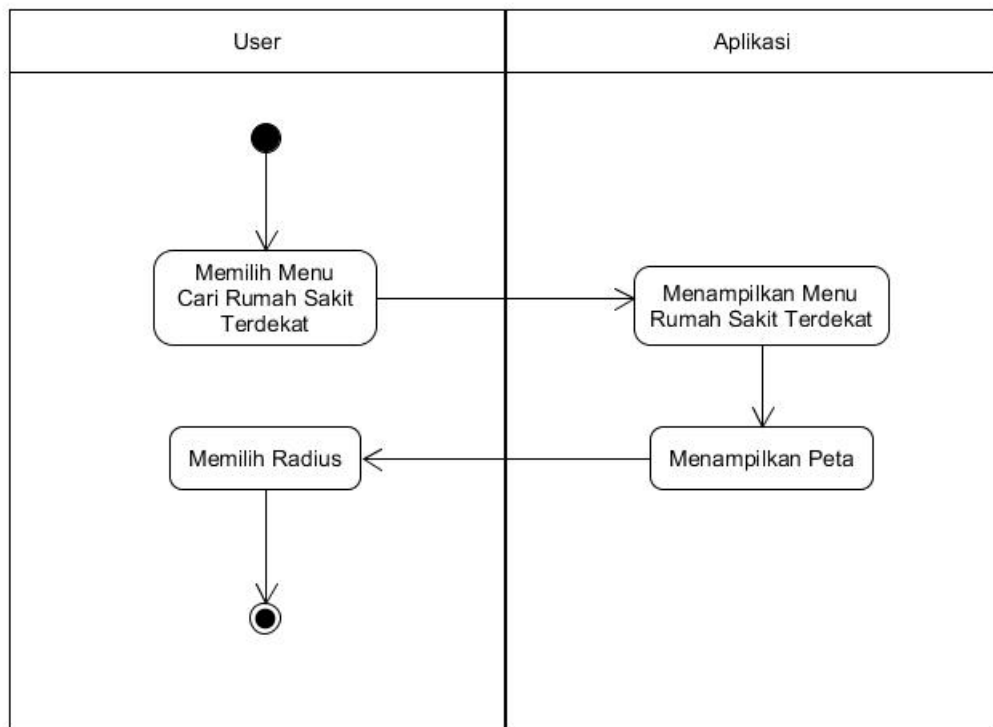 User
Aplikasi
Memilih Menu
Cari Rumah Sakit
Terdekat
Menampilkan Menu
Rumah Sakit Terdekat
Memilih Radius
Menampilkan Peta